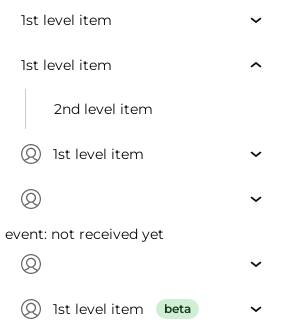 1st level item
1st level item
2nd level item
1st level item
event: not received yet
1st level item beta